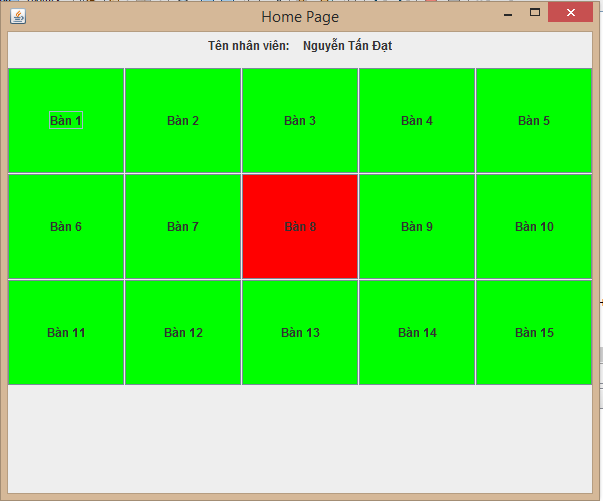 Home Page
Tên nhân viên: Nguyễn Tấn Đạt
Bàn 1 Bàn 2 Bàn 3 Bàn 4 Bàn 5
Bàn 6 Bàn 7 Bàn 8 Bàn 9 Bàn 10
Bàn 11 Bàn 12 Bàn 13 Bàn 14 Bàn 15